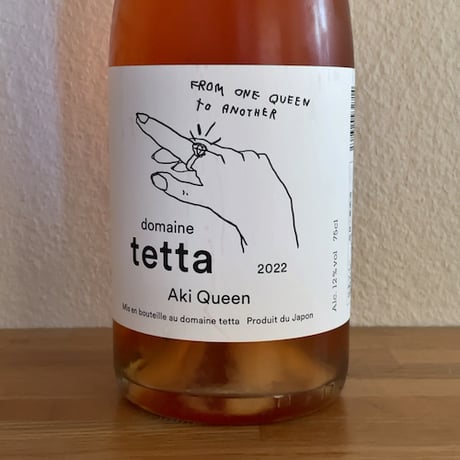 FROM ONE QUEEN
to ANOTHER
domaine
tetta
2022
Aki Queen
Mis en bouteille au domaine tetta Produit du Japon
Alc. 12% vol 75cl